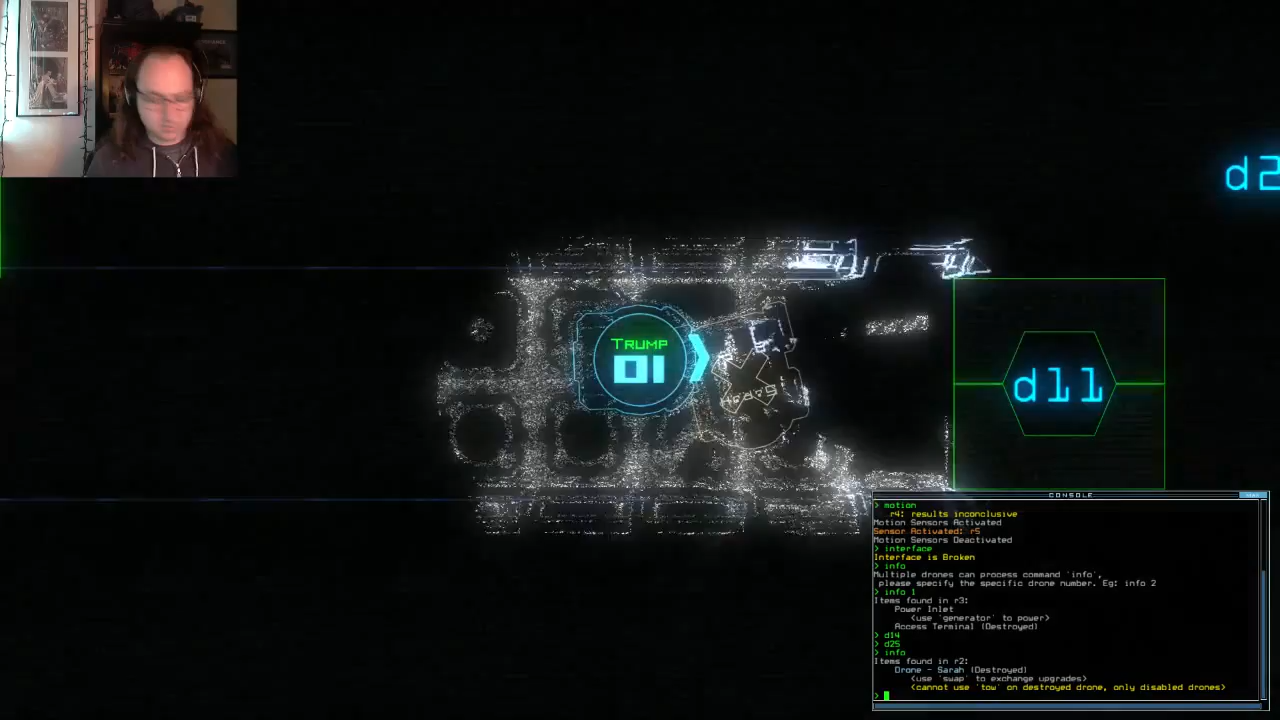 d2
TRUMP
01
d11
CONSOLE
> motion
r4: results inconclusive
Motion Sensors Activated
Sensor Activated: r5
Motion Sensors Deactivated
> interface
Interface is Broken
> info
Multiple drones can process command 'info',
please specify the specific drone number. Eg: info 2
> info 1
Items found in r3:
Power Inlet
<use 'generator' to power>
Access Terminal (Destroyed)
> d14
> d25
> info
Items found in r2:
Drone - Sarah (Destroyed)
<use 'swap' to exchange upgrades>
<cannot use 'tow' on destroyed drone, only disabled drones>
>